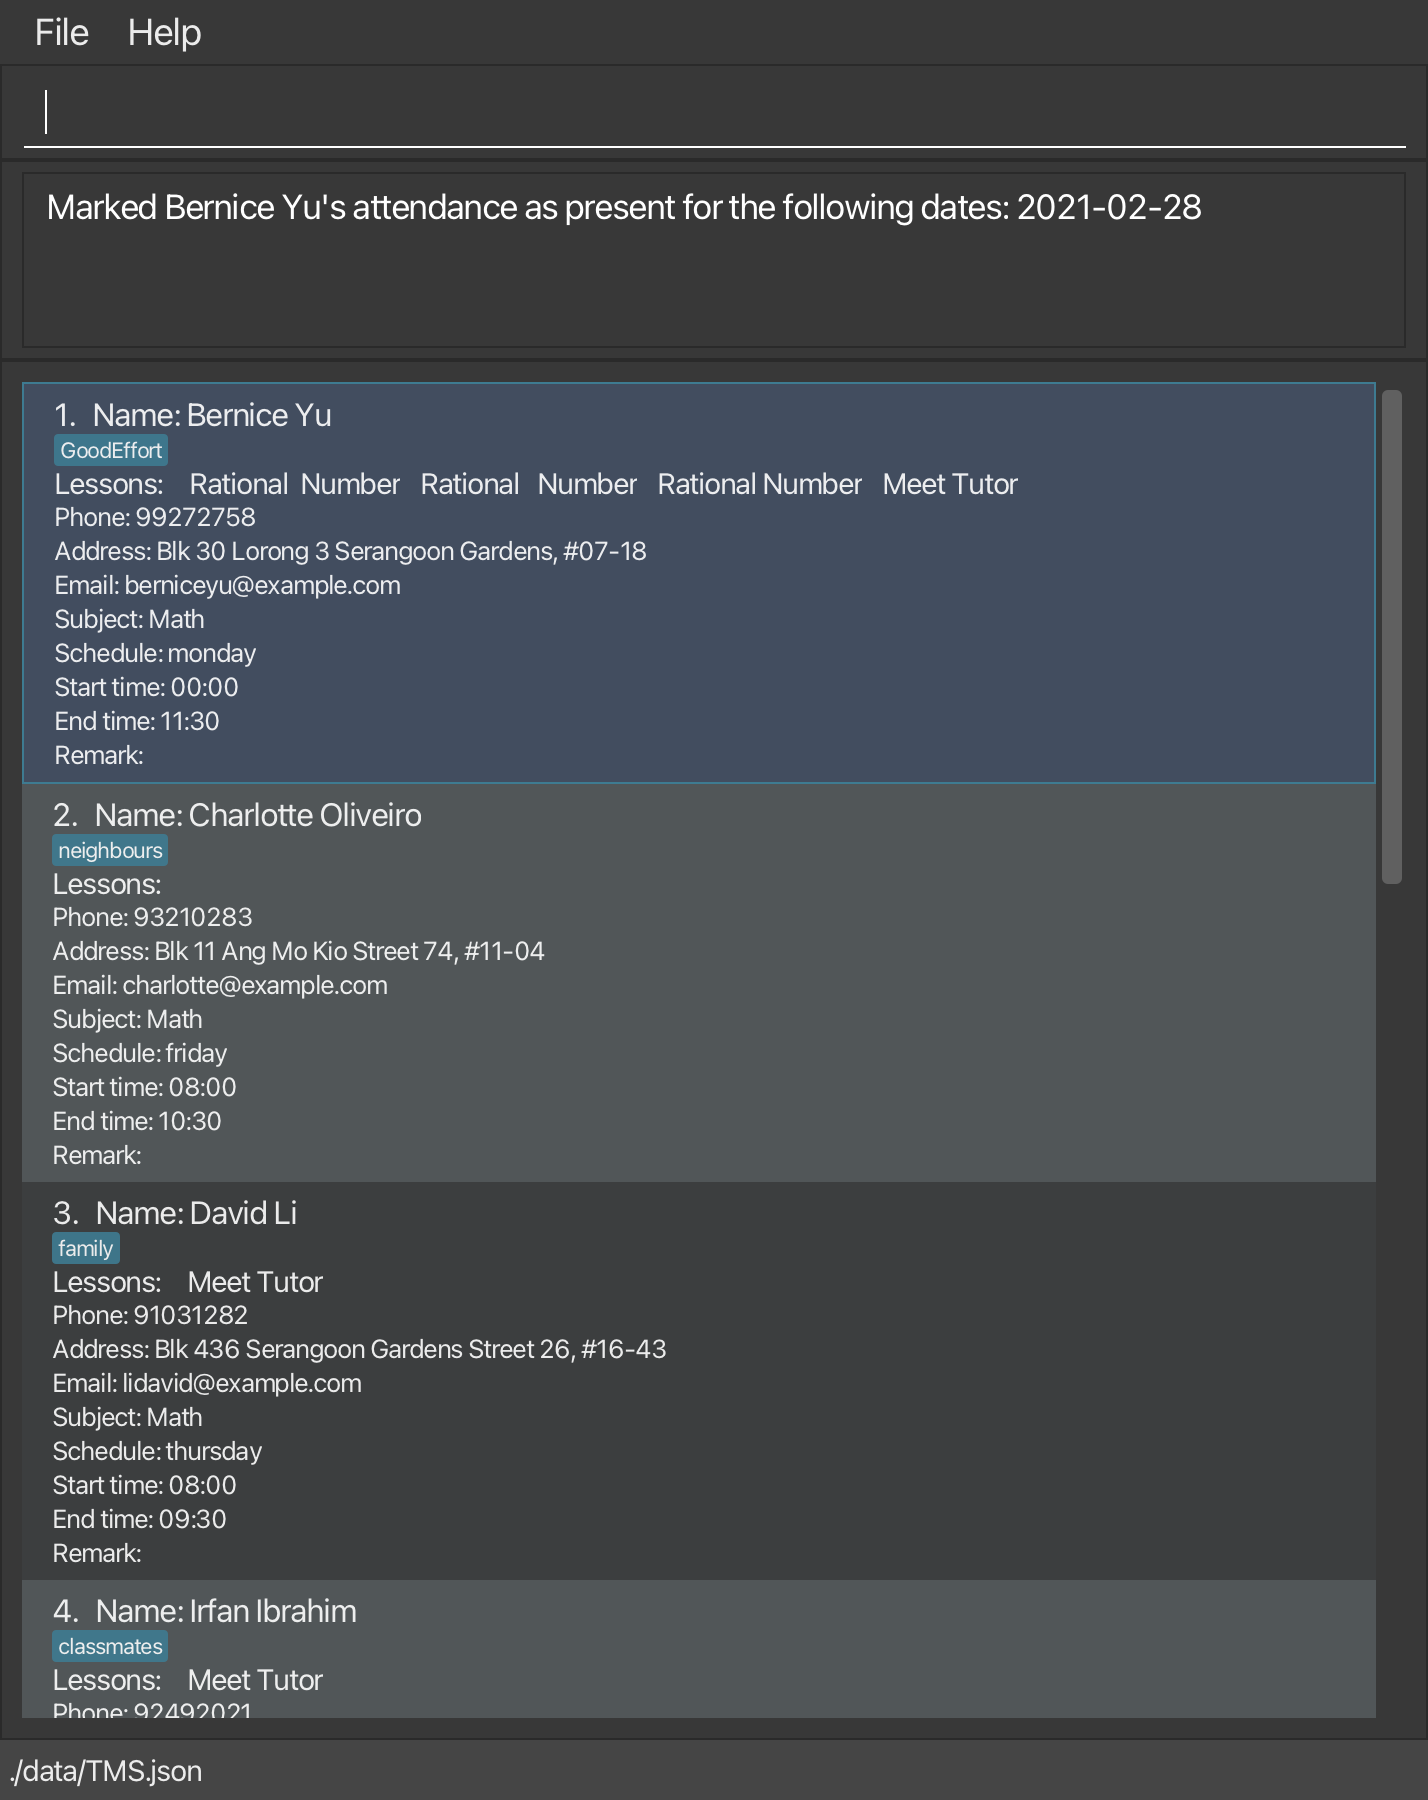 File Help
Marked Bernice Yu's attendance as present for the following dates: 2021-02-28
1. Name: Bernice Yu
GoodEffort
Lessons: Rational Number Rational Number Rational Number Meet Tutor
Phone: 99272758
Address: Blk 30 Lorong 3 Serangoon Gardens, #07-18
Email: berniceyu@example.com
Subject: Math
Schedule: monday
Start time: 00:00
End time: 11:30
Remark:
2. Name: Charlotte Oliveiro
neighbours
Lessons:
Phone: 93210283
Address: Blk 11 Ang Mo Kio Street 74, #11-04
Email: charlotte@example.com
Subject: Math
Schedule: friday
Start time: 08:00
End time: 10:30
Remark:
3. Name: David Li
family
Lessons: Meet Tutor
Phone: 91031282
Address: Blk 436 Serangoon Gardens Street 26, #16-43
Email: lidavid@example.com
Subject: Math
Schedule: thursday
Start time: 08:00
End time: 09:30
Remark:
4. Name: Irfan Ibrahim
classmates
Lessons: Meet Tutor
Phone: 92492021
./data/TMS.json